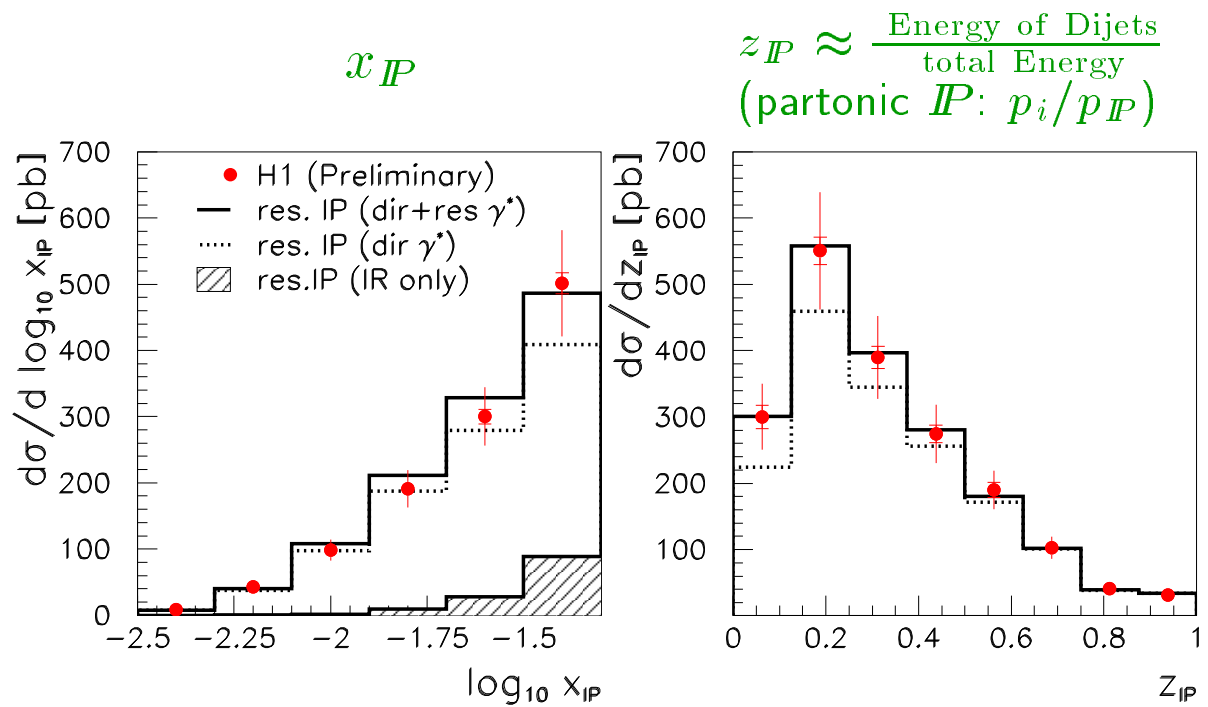 x_IP
z_IP ≈ Energy of Dijets / total Energy
(partonic IP: p_i/p_IP)
dσ/d log₁₀ x_IP [pb]
700
600
500
400
300
200
100
0
H1 (Preliminary)
res. IP (dir+res γ*)
res. IP (dir γ*)
res.IP (IR only)
-2.5 -2.25 -2 -1.75 -1.5
log₁₀ x_IP
dσ/dz_IP [pb]
700
600
500
400
300
200
100
0 0.2 0.4 0.6 0.8 1
z_IP